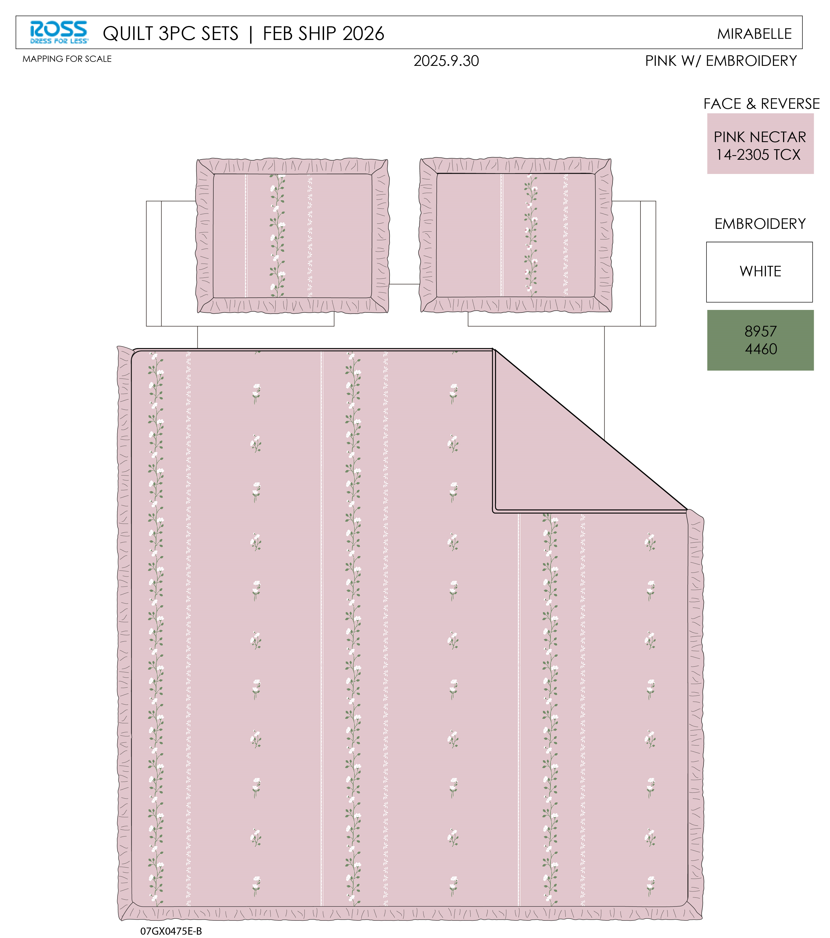 ROSS
DRESS FOR LESS
QUILT 3PC SETS | FEB SHIP 2026
MIRABELLE
MAPPING FOR SCALE
2025.9.30
PINK W/ EMBROIDERY
FACE & REVERSE
PINK NECTAR
14-2305 TCX
EMBROIDERY
WHITE
8957
4460
07GX0475E-B